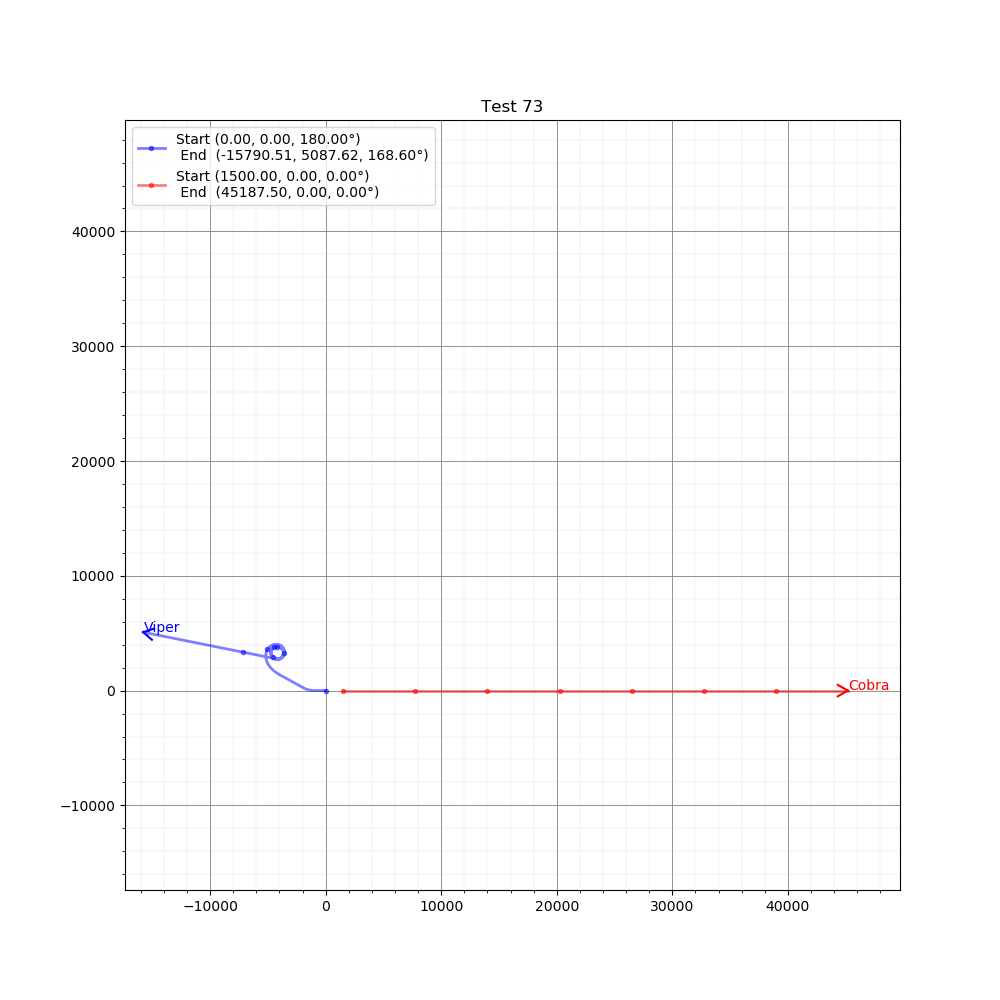 Test 73
Start (0.00, 0.00, 180.00°)
End (-15790.51, 5087.62, 168.60°)
Start (1500.00, 0.00, 0.00°)
End (45187.50, 0.00, 0.00°)
40000
30000
20000
10000
0
−10000
Viper
Cobra
−10000
0
10000
20000
30000
40000